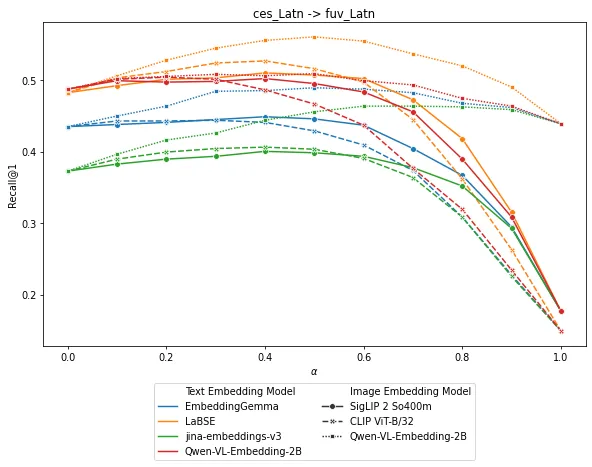 ces_Latn -> fuv_Latn
Recall@1
0.5
0.4
0.3
0.2
0.0
0.2
0.4
0.6
0.8
1.0
α
Text Embedding Model
EmbeddingGemma
LaBSE
jina-embeddings-v3
Qwen-VL-Embedding-2B
Image Embedding Model
SigLIP 2 So400m
CLIP ViT-B/32
Qwen-VL-Embedding-2B